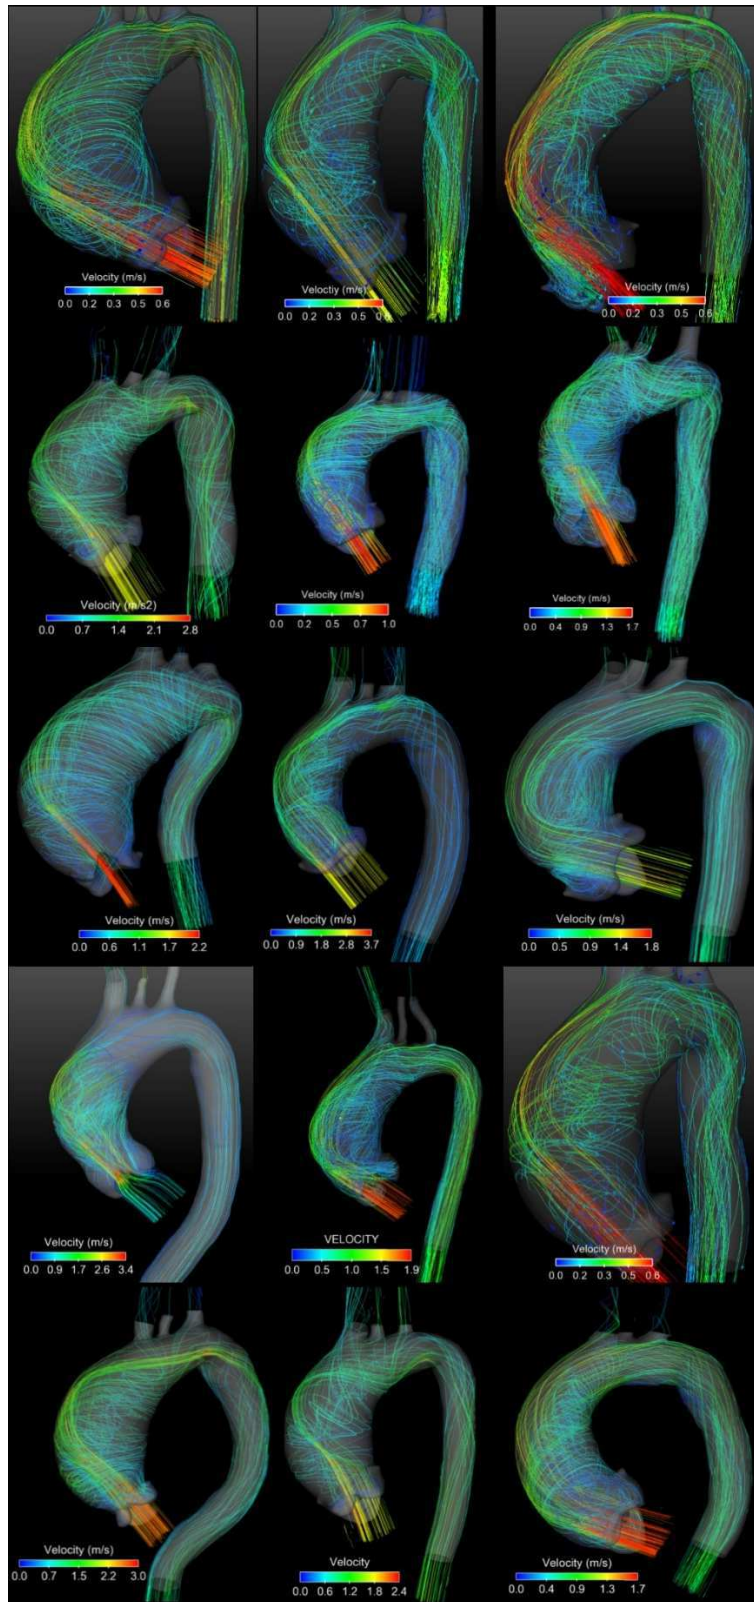 Velocity (m/s)
0.0 0.2 0.3 0.5 0.6
Veloctiy (m/s)
0.0 0.2 0.3 0.5 0.6
Velocity (m/s)
0.0 0.2 0.3 0.5 0.6
Velocity (m/s2)
0.0 0.7 1.4 2.1 2.8
Velocity (m/s)
0.0 0.2 0.5 0.7 1.0
Velocity (m/s)
0.0 0.4 0.9 1.3 1.7
Velocity (m/s)
0.0 0.6 1.1 1.7 2.2
Velocity (m/s)
0.0 0.9 1.8 2.8 3.7
Velocity (m/s)
0.0 0.5 0.9 1.4 1.8
Velocity (m/s)
0.0 0.9 1.7 2.6 3.4
VELOCITY
0.0 0.5 1.0 1.5 1.9
Velocity (m/s)
0.0 0.2 0.3 0.5 0.6
Velocity (m/s)
0.0 0.7 1.5 2.2 3.0
Velocity
0.0 0.6 1.2 1.8 2.4
Velocity (m/s)
0.0 0.4 0.9 1.3 1.7